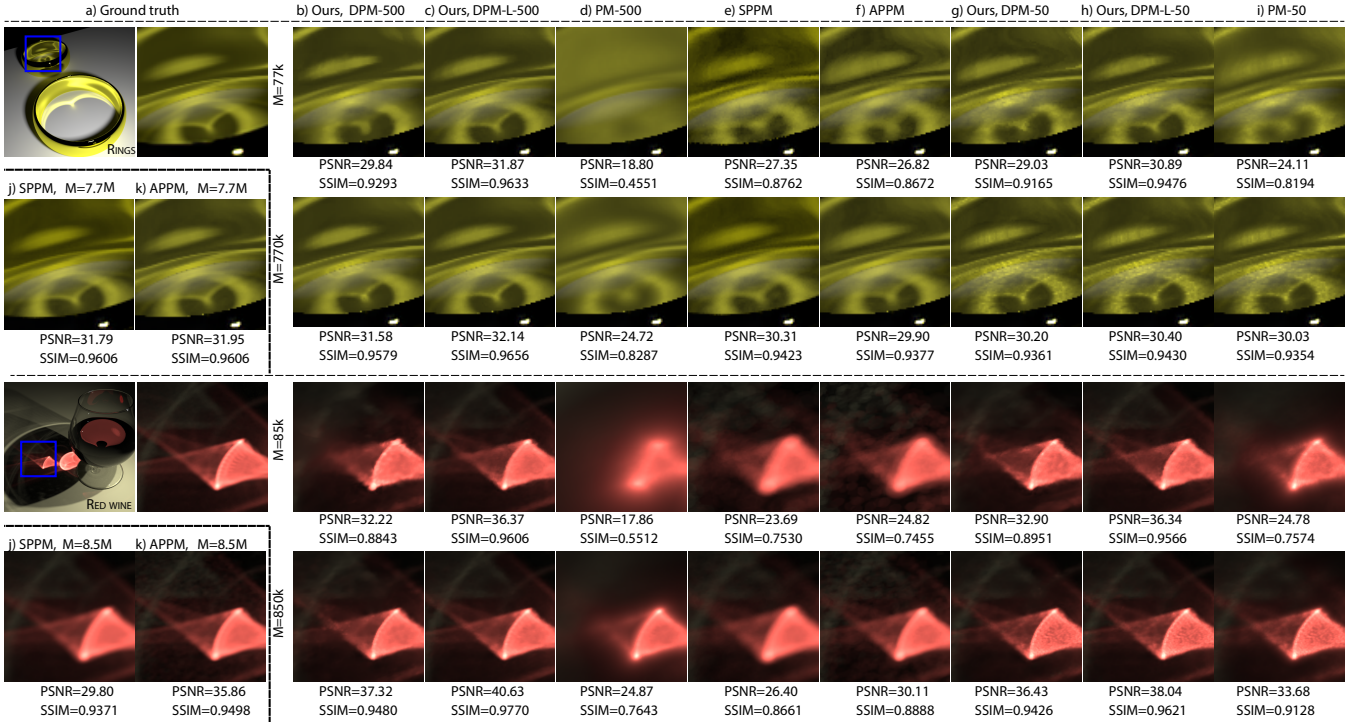 a) Ground truth
b) Ours, DPM-500
c) Ours, DPM-L-500
d) PM-500
e) SPPM
f) APPM
g) Ours, DPM-50
h) Ours, DPM-L-50
i) PM-50
RINGS
M=77k
PSNR=29.84
SSIM=0.9293
PSNR=31.87
SSIM=0.9633
PSNR=18.80
SSIM=0.4551
PSNR=27.35
SSIM=0.8762
PSNR=26.82
SSIM=0.8672
PSNR=29.03
SSIM=0.9165
PSNR=30.89
SSIM=0.9476
PSNR=24.11
SSIM=0.8194
j) SPPM, M=7.7M
k) APPM, M=7.7M
PSNR=31.79
SSIM=0.9606
PSNR=31.95
SSIM=0.9606
M=770k
PSNR=31.58
SSIM=0.9579
PSNR=32.14
SSIM=0.9656
PSNR=24.72
SSIM=0.8287
PSNR=30.31
SSIM=0.9423
PSNR=29.90
SSIM=0.9377
PSNR=30.20
SSIM=0.9361
PSNR=30.40
SSIM=0.9430
PSNR=30.03
SSIM=0.9354
RED WINE
M=85k
PSNR=32.22
SSIM=0.8843
PSNR=36.37
SSIM=0.9606
PSNR=17.86
SSIM=0.5512
PSNR=23.69
SSIM=0.7530
PSNR=24.82
SSIM=0.7455
PSNR=32.90
SSIM=0.8951
PSNR=36.34
SSIM=0.9566
PSNR=24.78
SSIM=0.7574
j) SPPM, M=8.5M
k) APPM, M=8.5M
PSNR=29.80
SSIM=0.9371
PSNR=35.86
SSIM=0.9498
M=850k
PSNR=37.32
SSIM=0.9480
PSNR=40.63
SSIM=0.9770
PSNR=24.87
SSIM=0.7643
PSNR=26.40
SSIM=0.8661
PSNR=30.11
SSIM=0.8888
PSNR=36.43
SSIM=0.9426
PSNR=38.04
SSIM=0.9621
PSNR=33.68
SSIM=0.9128